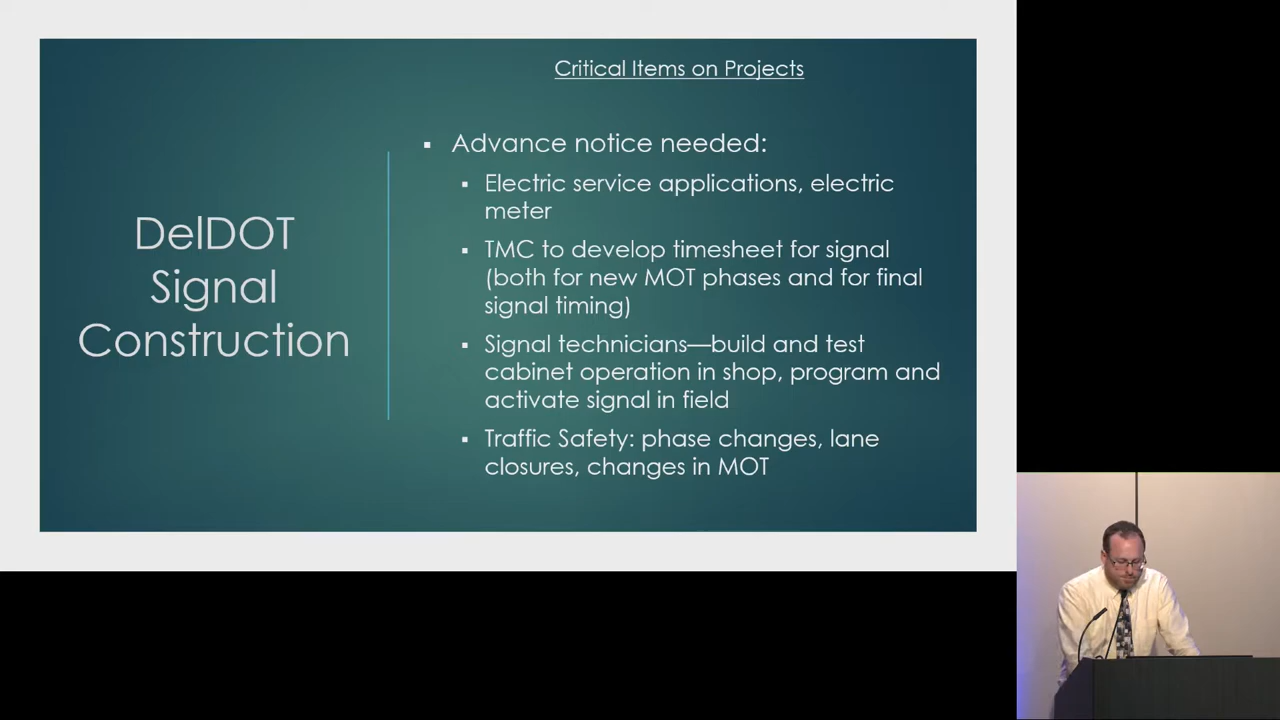 Critical Items on Projects
DelDOT
Signal
Construction
▪ Advance notice needed:
▪ Electric service applications, electric
meter
▪ TMC to develop timesheet for signal
(both for new MOT phases and for final
signal timing)
▪ Signal technicians—build and test
cabinet operation in shop, program and
activate signal in field
▪ Traffic Safety: phase changes, lane
closures, changes in MOT